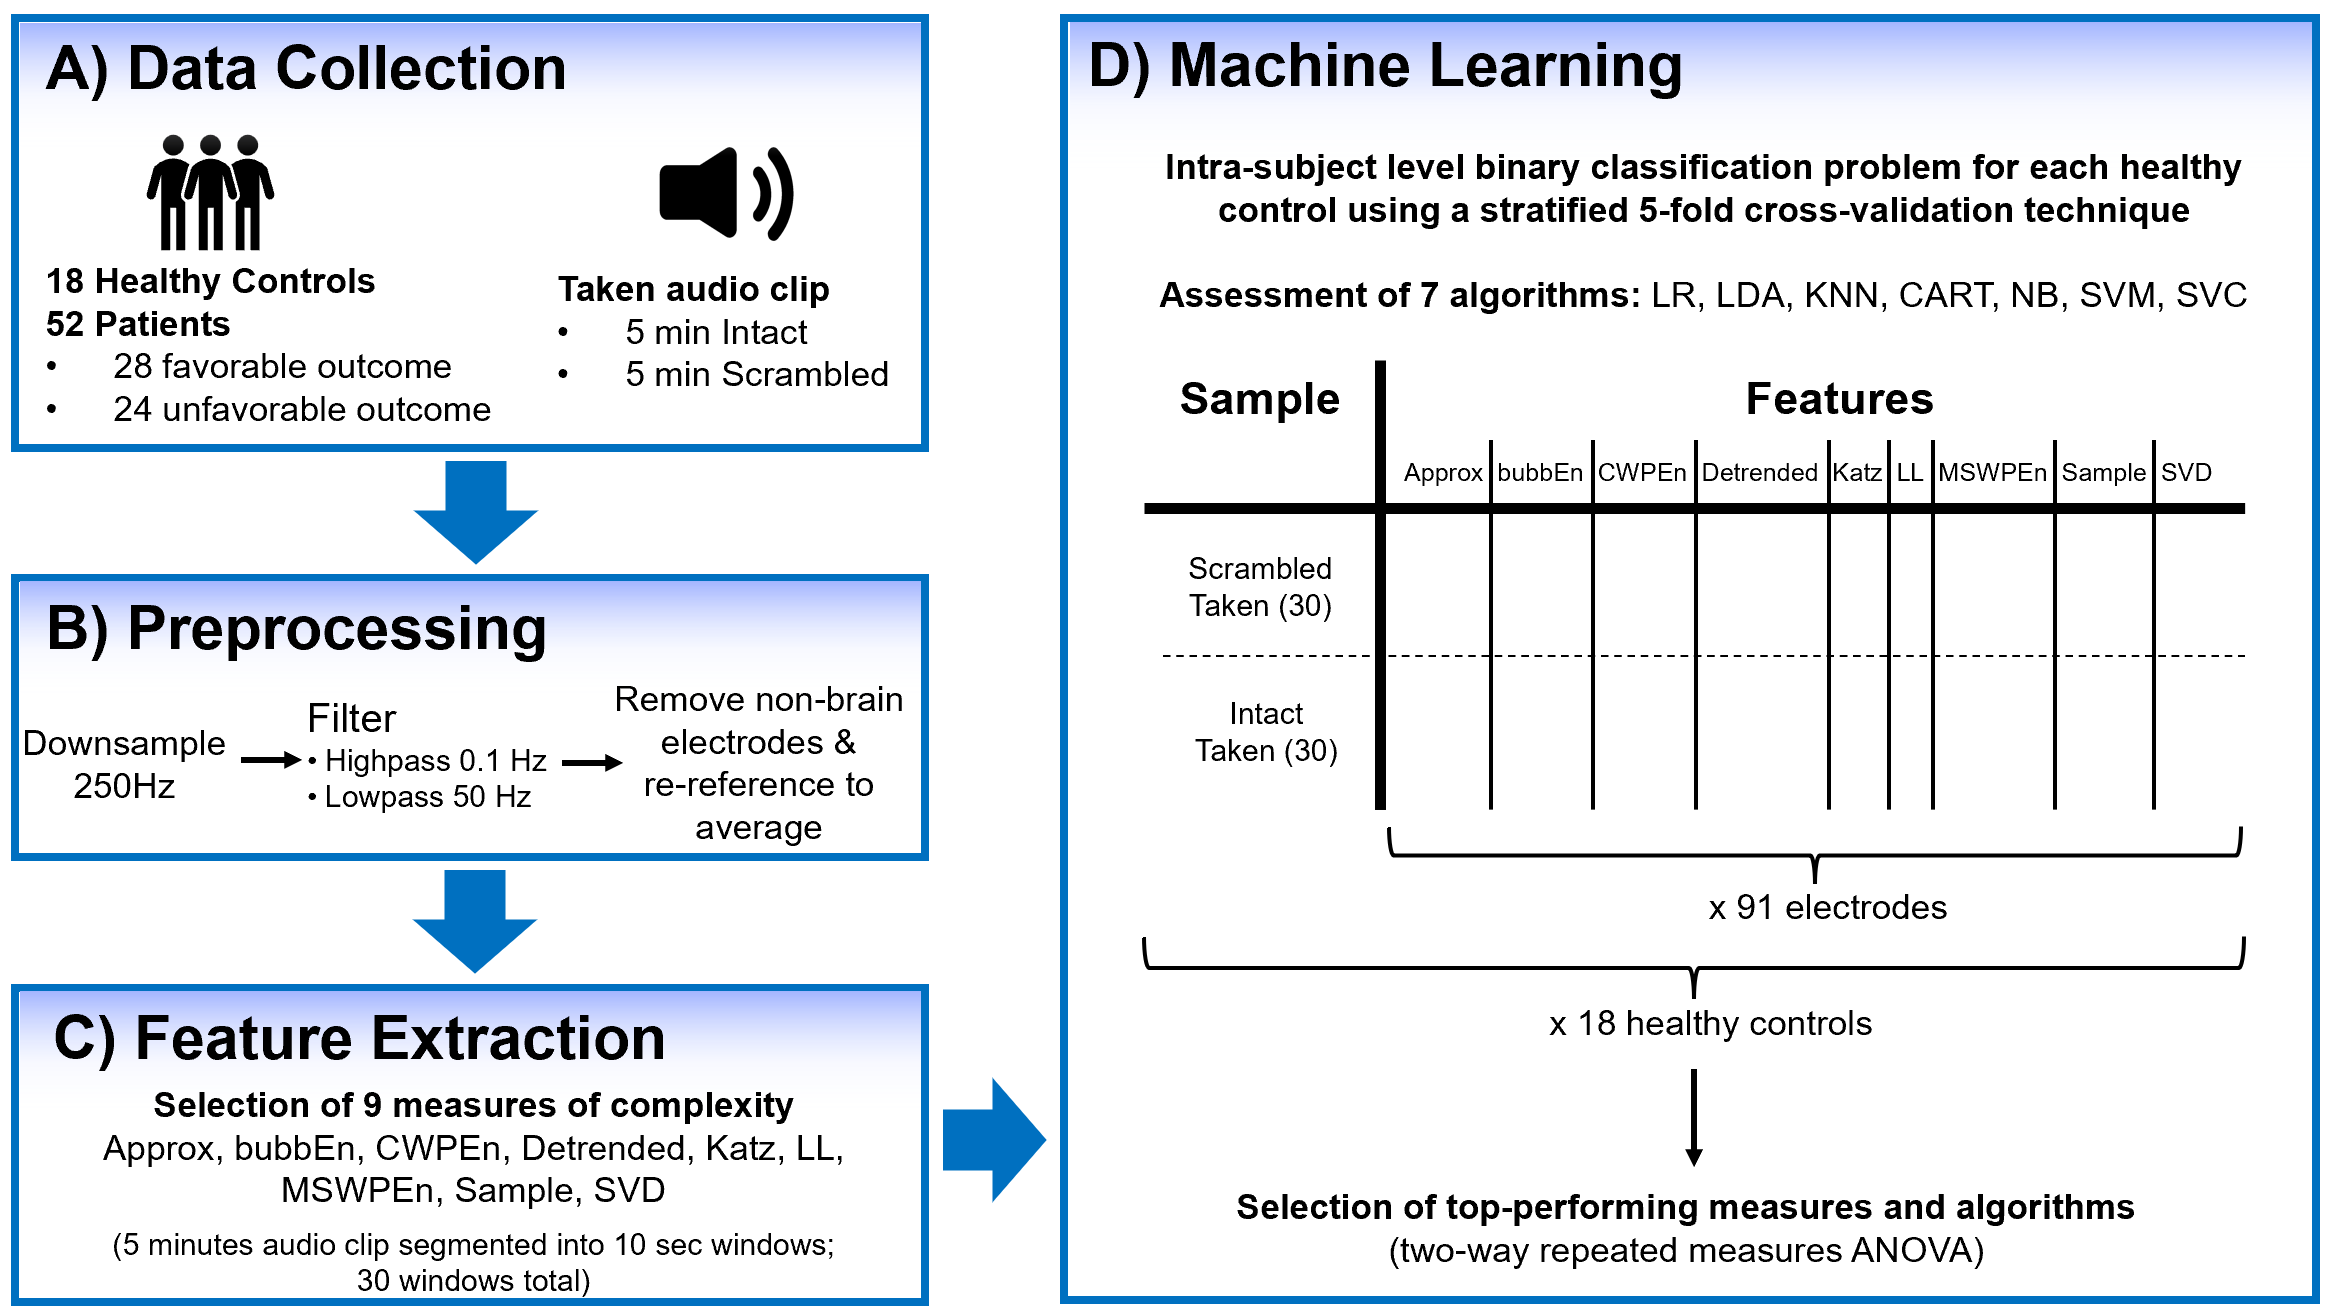 A) Data Collection
18 Healthy Controls
52 Patients
• 28 favorable outcome
• 24 unfavorable outcome
Taken audio clip
• 5 min Intact
• 5 min Scrambled
B) Preprocessing
Downsample
250Hz
Filter
• Highpass 0.1 Hz
• Lowpass 50 Hz
Remove non-brain
electrodes &
re-reference to
average
C) Feature Extraction
Selection of 9 measures of complexity
Approx, bubbEn, CWPEn, Detrended, Katz, LL,
MSWPEn, Sample, SVD
(5 minutes audio clip segmented into 10 sec windows;
30 windows total)
D) Machine Learning
Intra-subject level binary classification problem for each healthy
control using a stratified 5-fold cross-validation technique
Assessment of 7 algorithms: LR, LDA, KNN, CART, NB, SVM, SVC
Sample Features
Approx bubbEn CWPEn Detrended Katz LL MSWPEn Sample SVD
Scrambled
Taken (30)
Intact
Taken (30)
x 91 electrodes
x 18 healthy controls
Selection of top-performing measures and algorithms
(two-way repeated measures ANOVA)